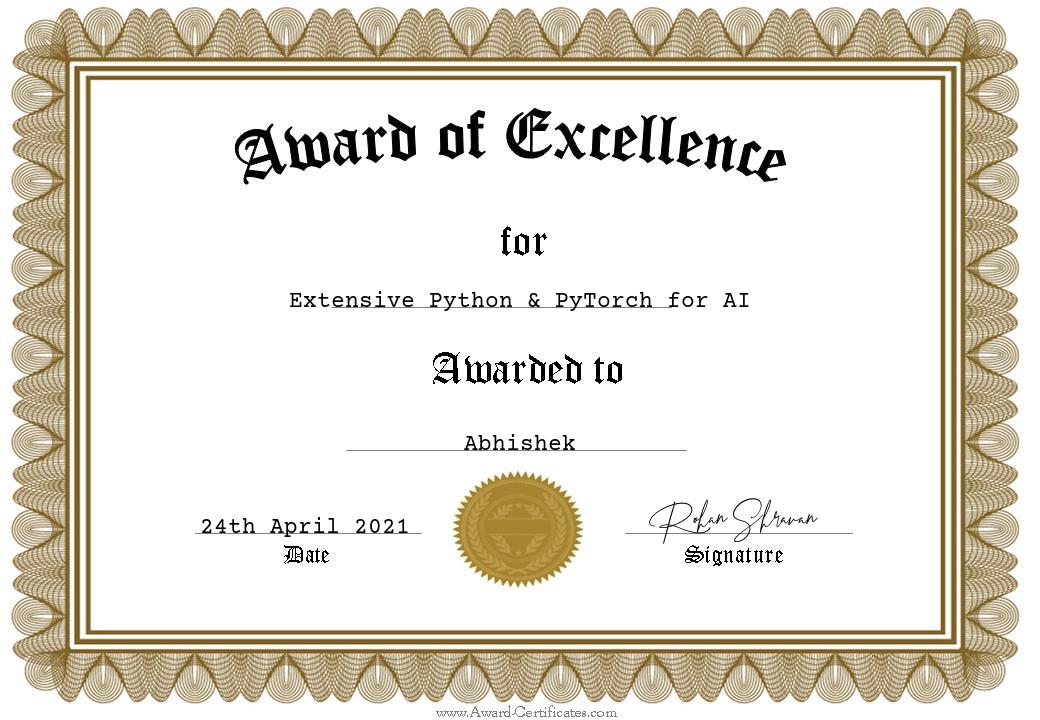 Award of Excellence
for
Extensive Python & PyTorch for AI
Awarded to
Abhishek
24th April 2021
Date
Rohan Shravan
Signature
www.Award-Certificates.com